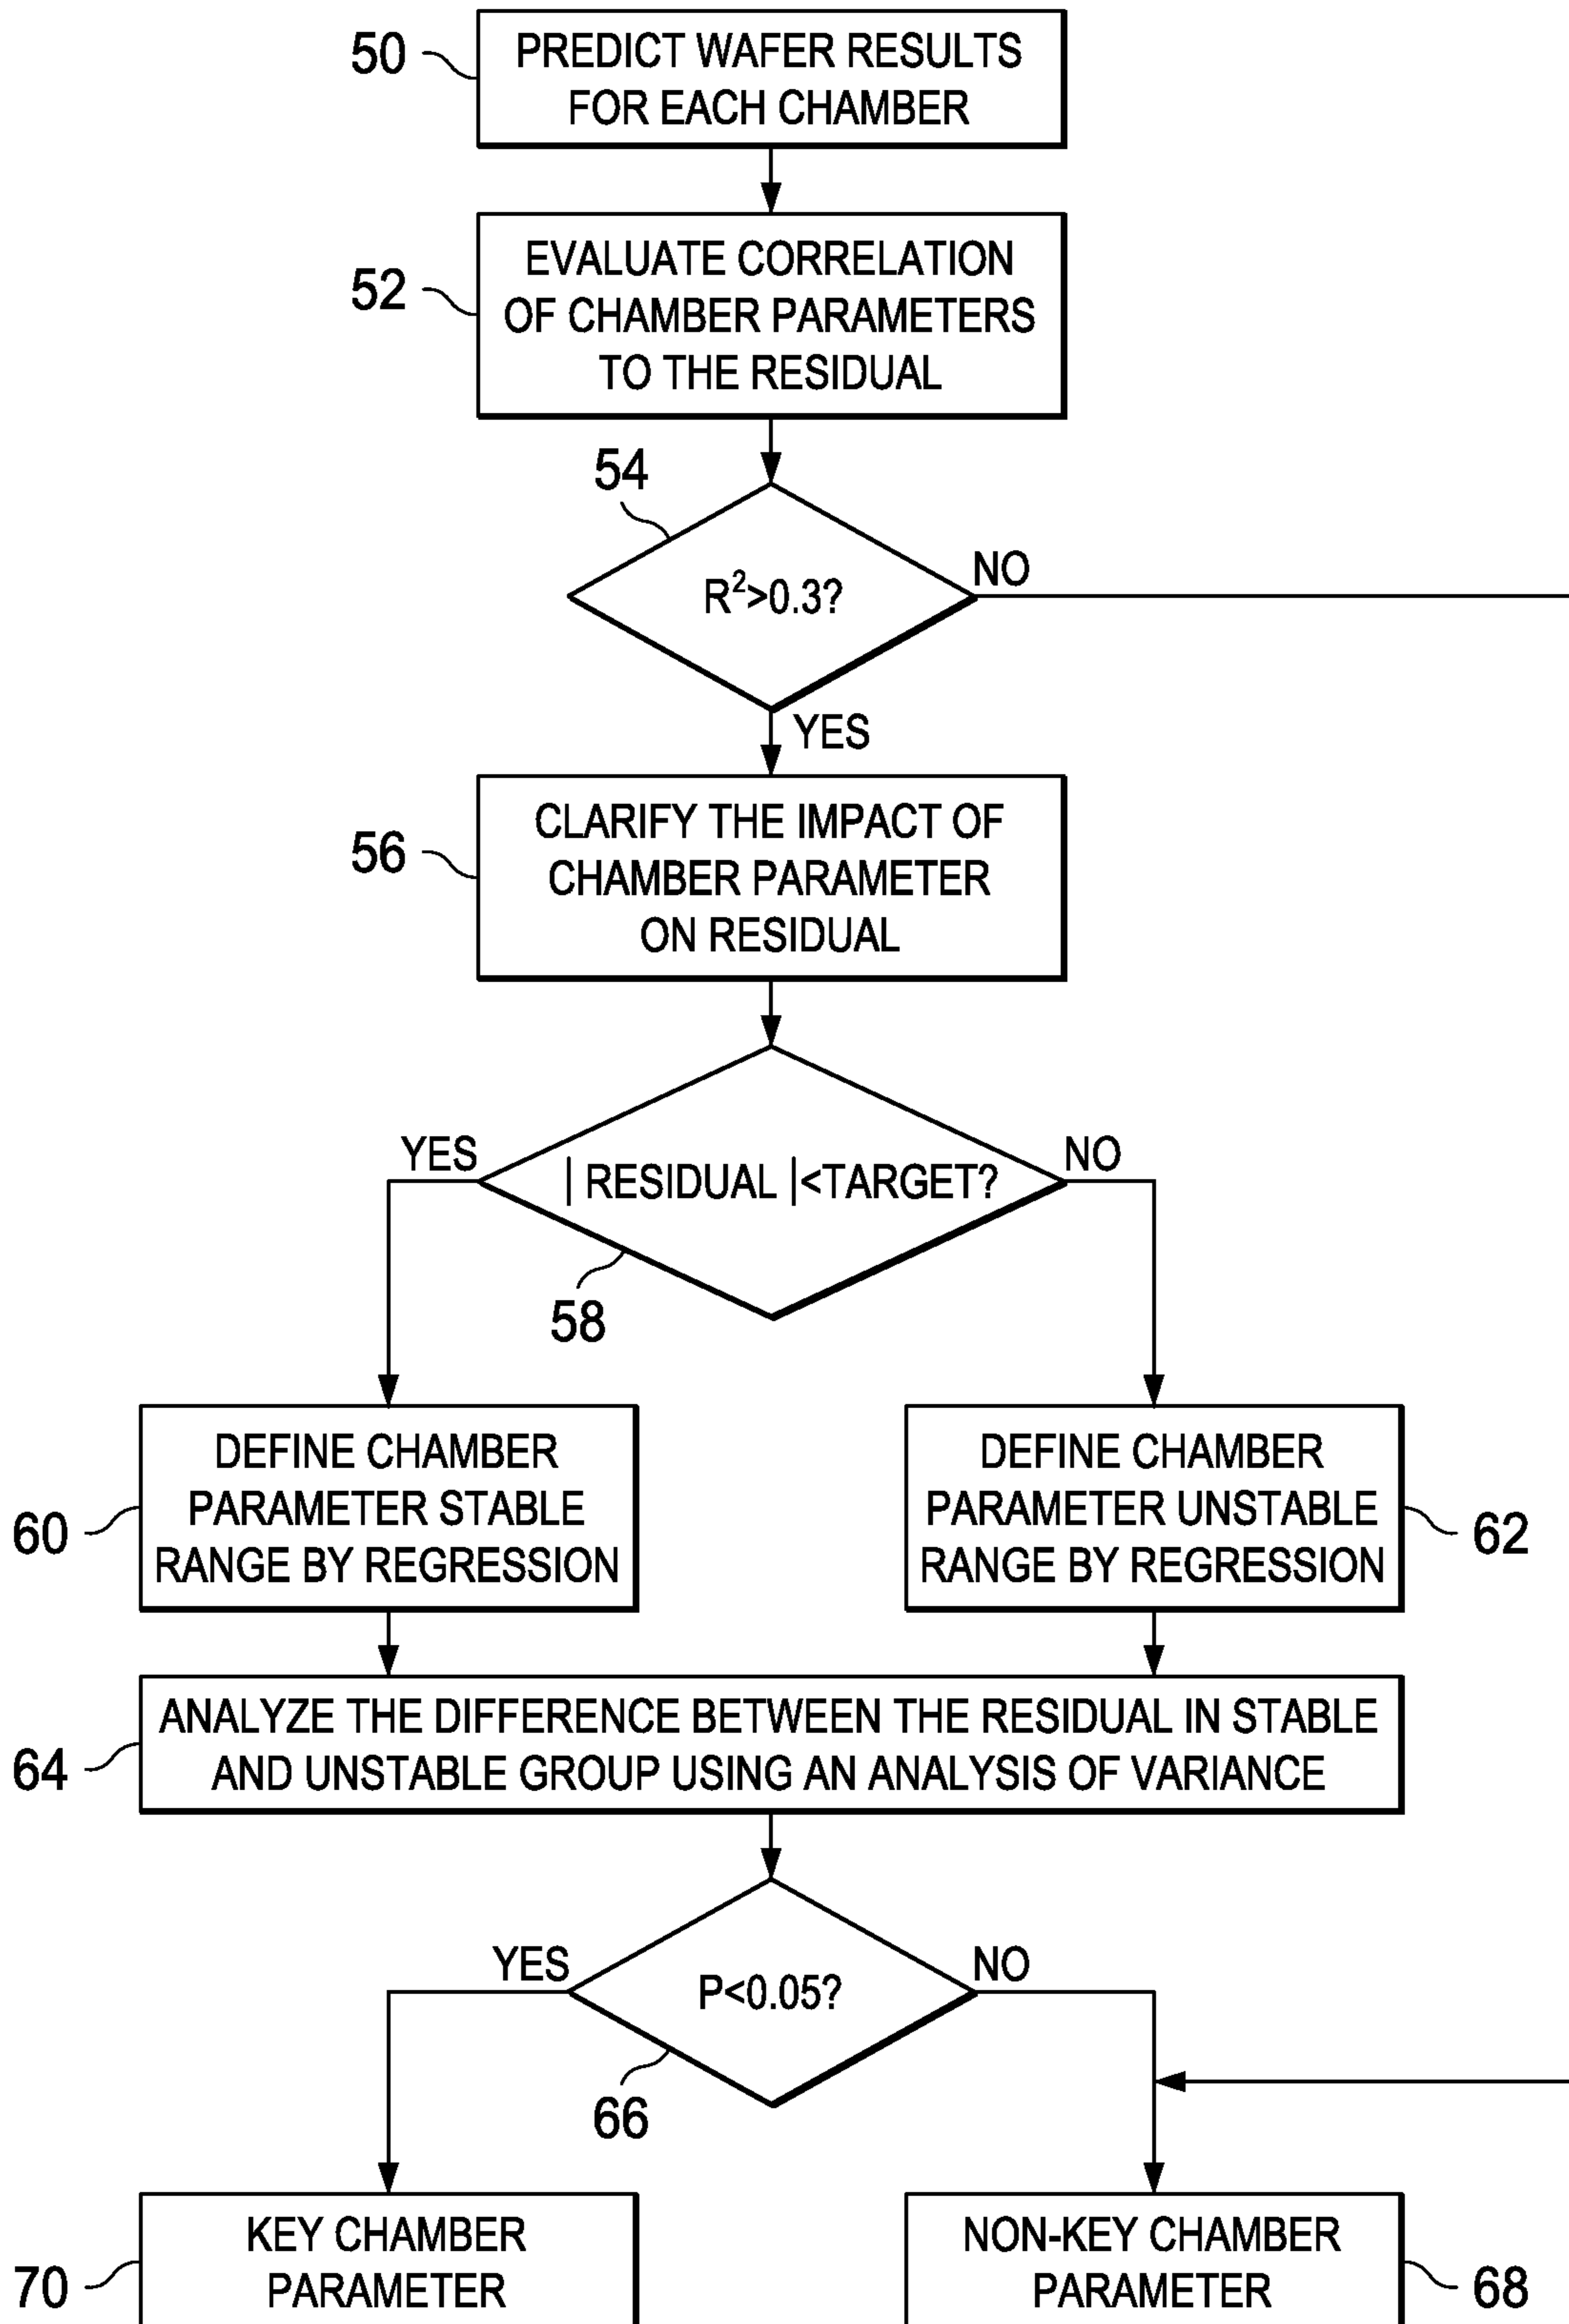 50
PREDICT WAFER RESULTS
FOR EACH CHAMBER
52
EVALUATE CORRELATION
OF CHAMBER PARAMETERS
TO THE RESIDUAL
54
R²>0.3?
NO
YES
56
CLARIFY THE IMPACT OF
CHAMBER PARAMETER
ON RESIDUAL
YES
| RESIDUAL |<TARGET?
NO
58
60
DEFINE CHAMBER
PARAMETER STABLE
RANGE BY REGRESSION
DEFINE CHAMBER
PARAMETER UNSTABLE
RANGE BY REGRESSION
62
64
ANALYZE THE DIFFERENCE BETWEEN THE RESIDUAL IN STABLE
AND UNSTABLE GROUP USING AN ANALYSIS OF VARIANCE
YES
P<0.05?
NO
66
70
KEY CHAMBER
PARAMETER
NON-KEY CHAMBER
PARAMETER
68